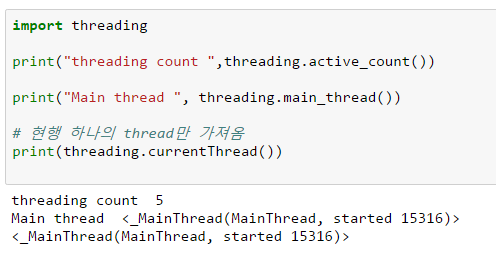 import threading
print("threading count ",threading.active_count())
print("Main thread ", threading.main_thread())
# 현행 하나의 thread만 가져옴
print(threading.currentThread())
threading count  5
Main thread  <_MainThread(MainThread, started 15316)>
<_MainThread(MainThread, started 15316)>